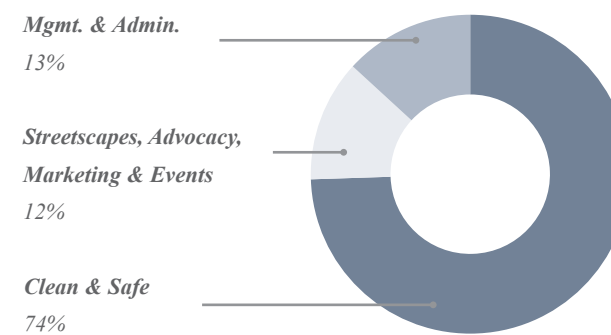 Mgmt. & Admin.
13%
Streetscapes, Advocacy,
Marketing & Events
12%
Clean & Safe
74%